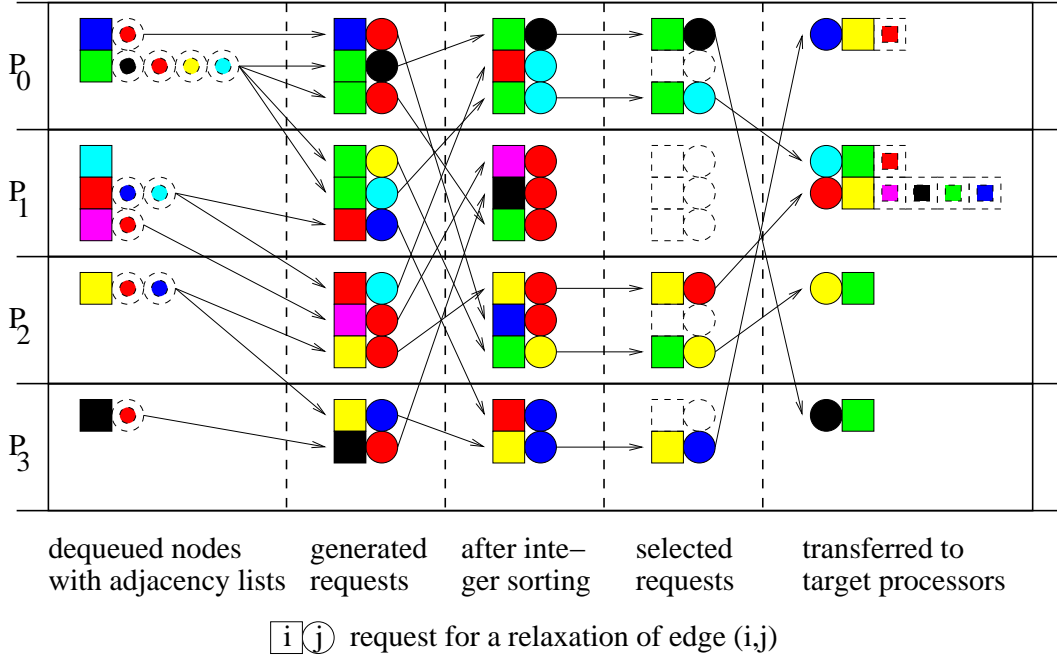 P0
P1
P2
P3
dequeued nodes
with adjacency lists
generated
requests
after inte–
ger sorting
selected
requests
transferred to
target processors
i j request for a relaxation of edge (i,j)